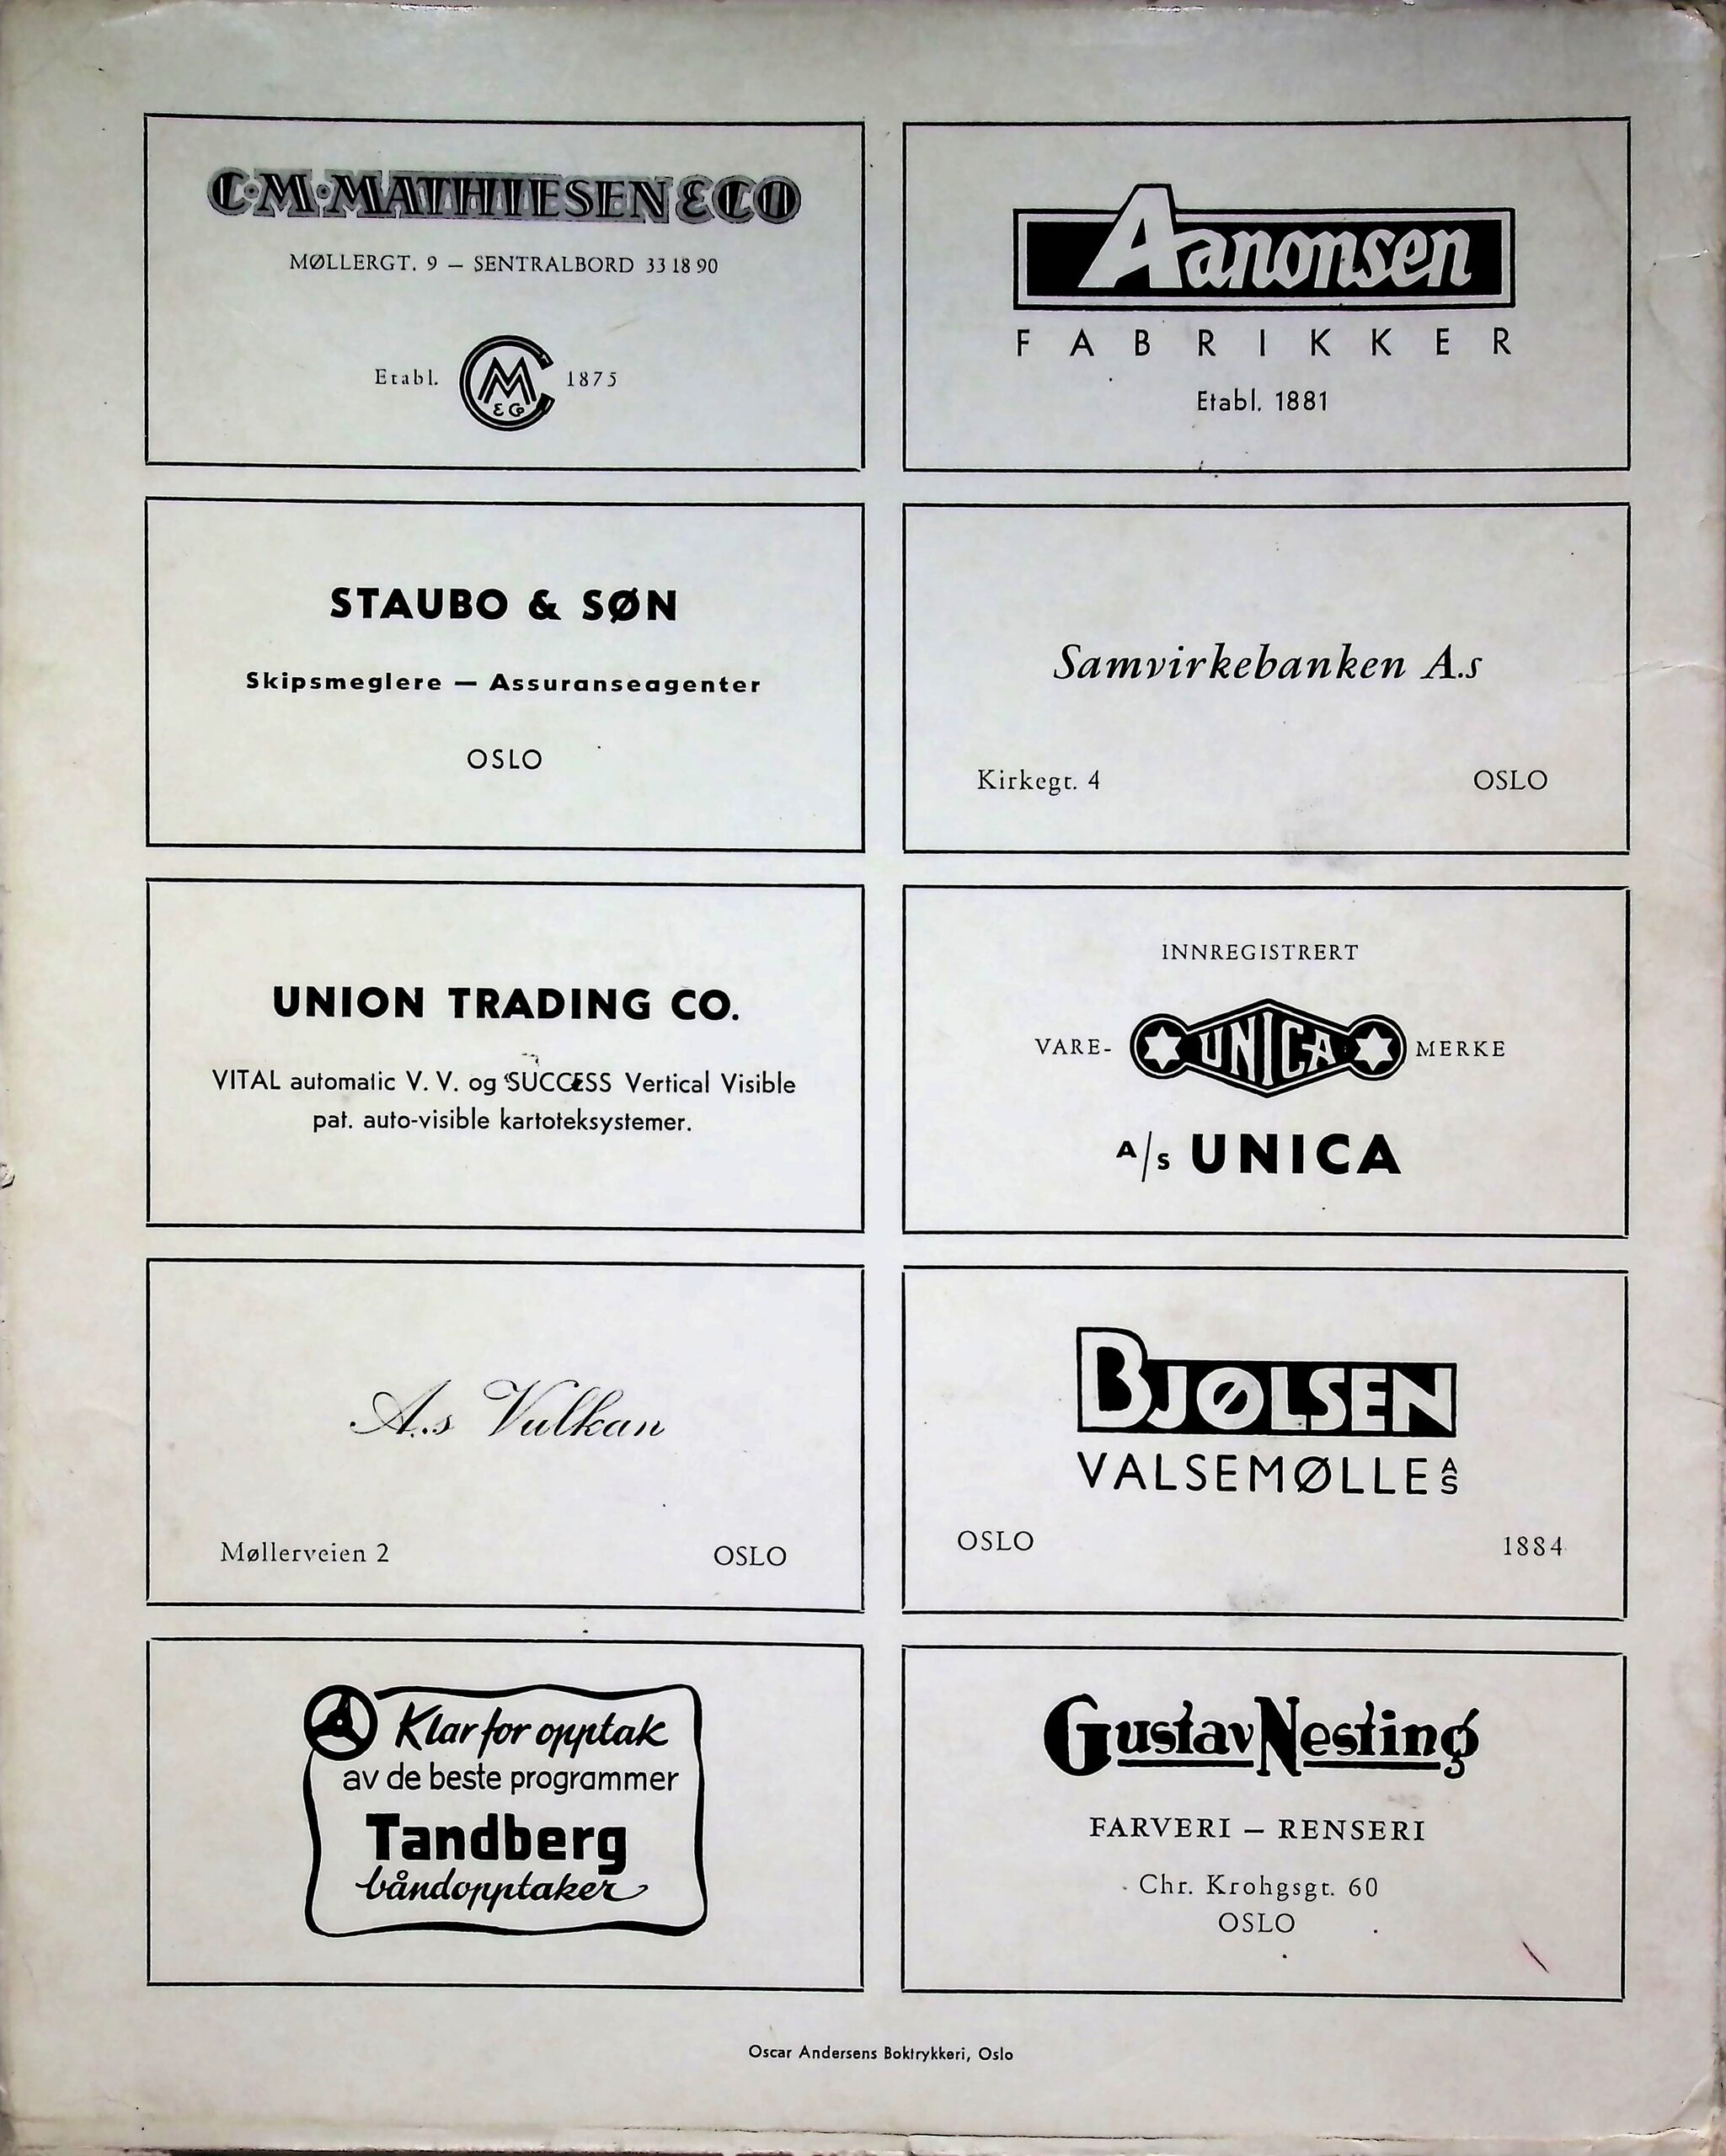 C·M·MATHIESEN & CO
MØLLERGT. 9 – SENTRALBORD 33 18 90
Etabl. CM & Co 1875
Aanonsen
FABRIKKER
Etabl. 1881
STAUBO & SØN
Skipsmeglere — Assuranseagenter
OSLO
Samvirkebanken A.s
Kirkegt. 4 OSLO
UNION TRADING CO.
VITAL automatic V. V. og SUCCESS Vertical Visible
pat. auto-visible kartoteksystemer.
INNREGISTRERT
VARE- UNICA MERKE
A/S UNICA
A.s Vulkan
Møllerveien 2 OSLO
BJØLSEN
VALSEMØLLE AS
OSLO 1884
Klar for opptak
av de beste programmer
Tandberg
båndopptaker
Gustav Nesting
FARVERI – RENSERI
Chr. Krohgsgt. 60
OSLO
Oscar Andersens Boktrykkeri, Oslo